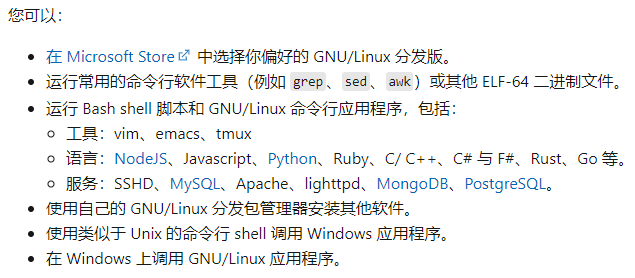 您可以：
在 Microsoft Store 中选择你偏好的 GNU/Linux 分发版。
运行常用的命令行软件工具（例如 grep、sed、awk）或其他 ELF-64 二进制文件。
运行 Bash shell 脚本和 GNU/Linux 命令行应用程序，包括：
工具：vim、emacs、tmux
语言：NodeJS、Javascript、Python、Ruby、C/ C++、C# 与 F#、Rust、Go 等。
服务：SSHD、MySQL、Apache、lighttpd、MongoDB、PostgreSQL。
使用自己的 GNU/Linux 分发包管理器安装其他软件。
使用类似于 Unix 的命令行 shell 调用 Windows 应用程序。
在 Windows 上调用 GNU/Linux 应用程序。